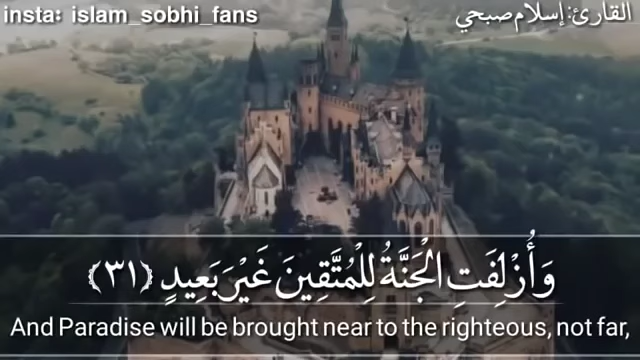 insta: islam_sobhi_fans
القارئ: إسلام صبحي
وَأُزْلِفَتِ الْجَنَّةُ لِلْمُتَّقِينَ غَيْرَ بَعِيدٍ ﴿٣١﴾
And Paradise will be brought near to the righteous, not far,